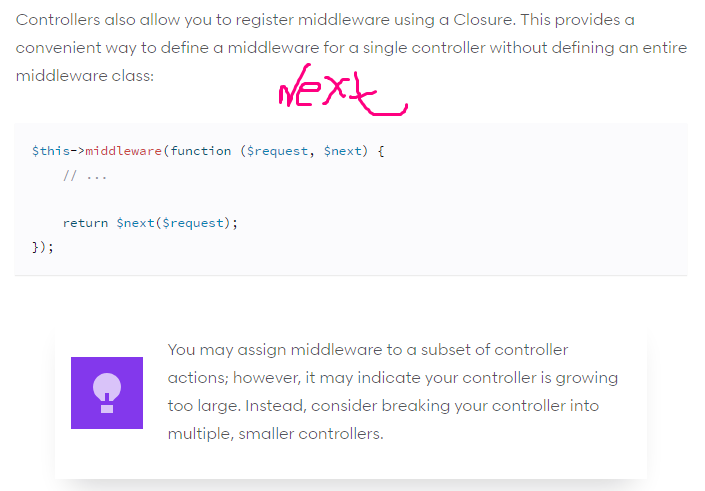 Controllers also allow you to register middleware using a Closure. This provides a
convenient way to define a middleware for a single controller without defining an entire
middleware class:
Next
$this->middleware(function ($request, $next) {
    // ...
    return $next($request);
});
You may assign middleware to a subset of controller
actions; however, it may indicate your controller is growing
too large. Instead, consider breaking your controller into
multiple, smaller controllers.